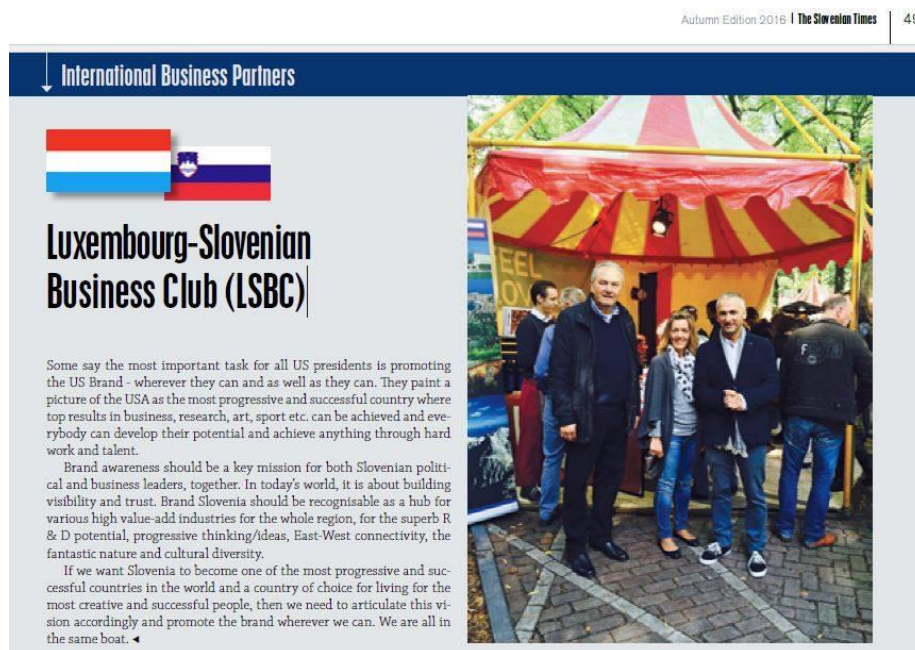 Autumn Edition 2016 | The Slovenian Times
49
International Business Partners
Luxembourg-Slovenian
Business Club (LSBC)
Some say the most important task for all US presidents is promoting
the US Brand - wherever they can and as well as they can. They paint a
picture of the USA as the most progressive and successful country where
top results in business, research, art, sport etc. can be achieved and eve-
rybody can develop their potential and achieve anything through hard
work and talent.
Brand awareness should be a key mission for both Slovenian politi-
cal and business leaders, together. In today's world, it is about building
visibility and trust. Brand Slovenia should be recognisable as a hub for
various high value-add industries for the whole region, for the superb R
& D potential, progressive thinking/ideas, East-West connectivity, the
fantastic nature and cultural diversity.
If we want Slovenia to become one of the most progressive and suc-
cessful countries in the world and a country of choice for living for the
most creative and successful people, then we need to articulate this vi-
sion accordingly and promote the brand wherever we can. We are all in
the same boat.
EEL